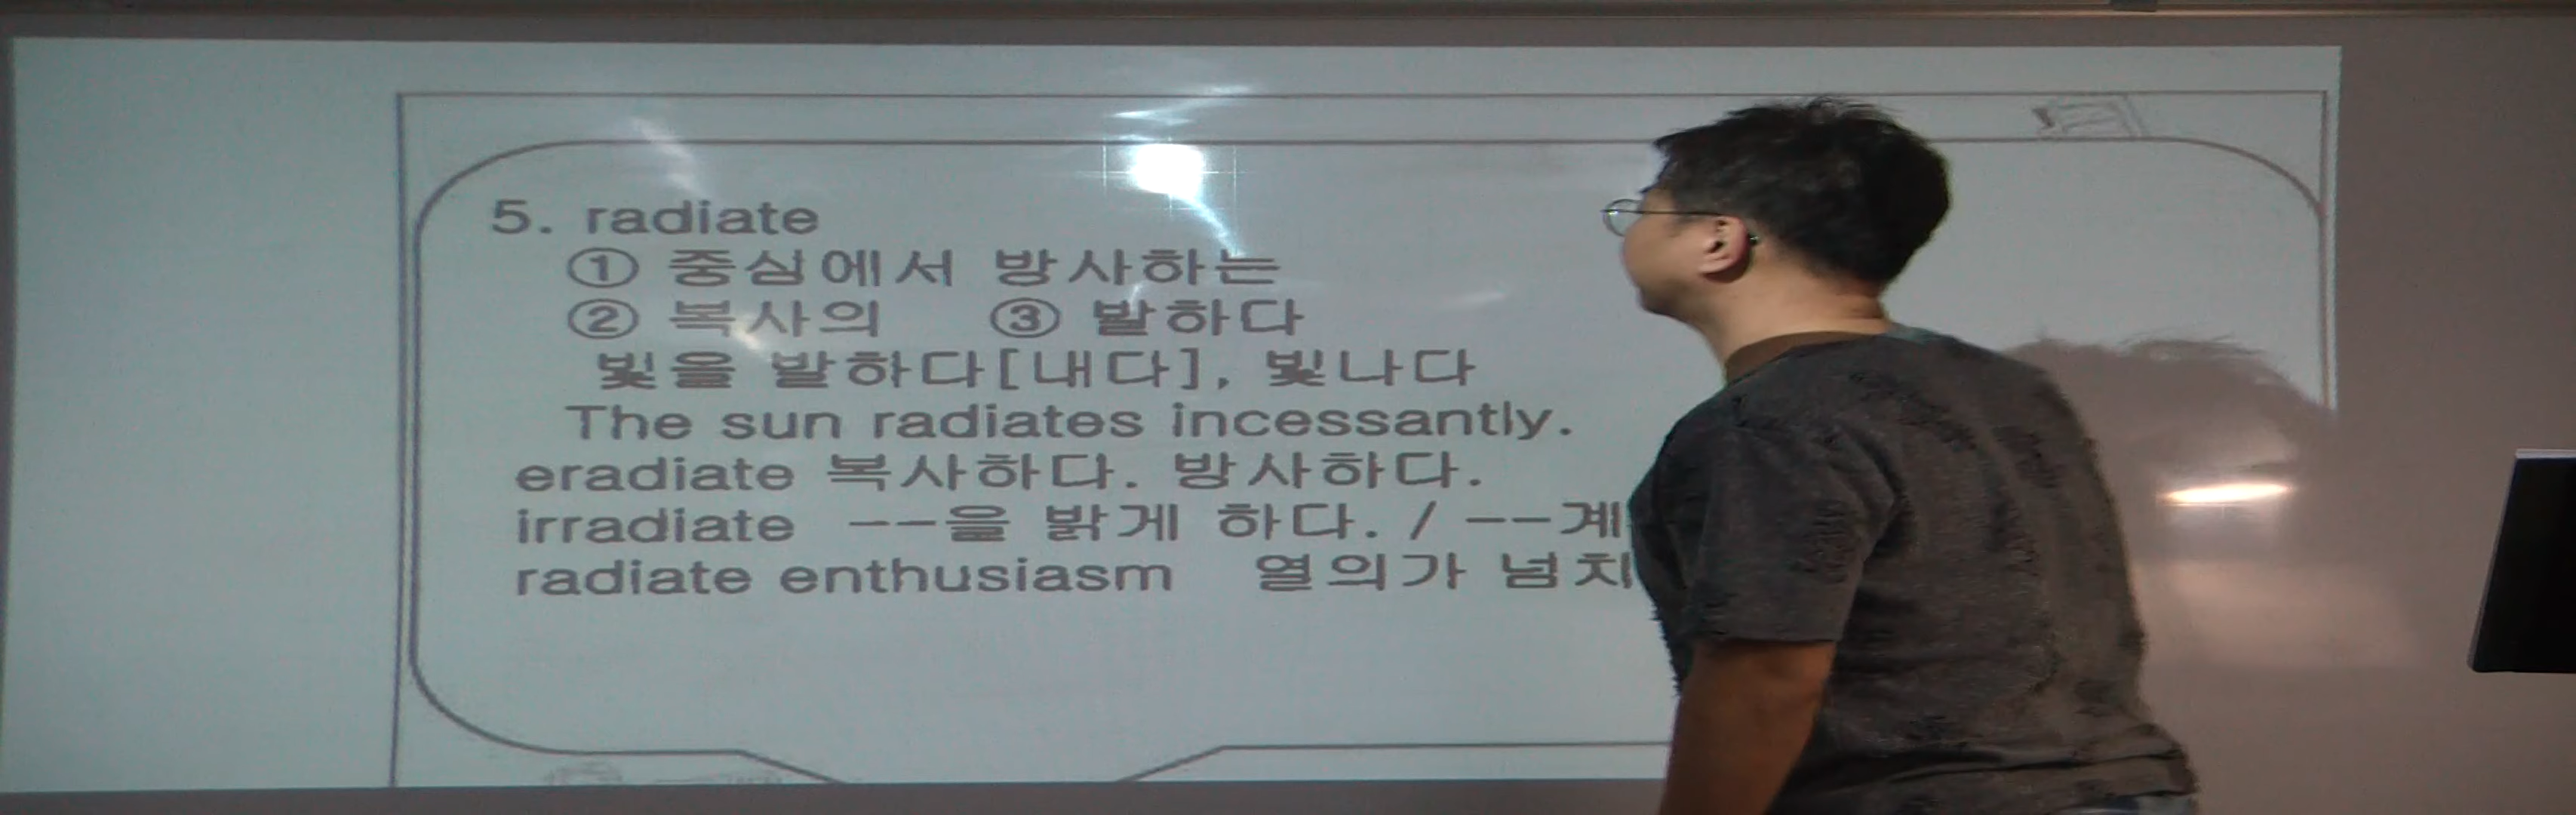 5. radiate
① 중심에서 방사하는
② 복사의 ③ 발하다
빛을 발하다[내다], 빛나다
The sun radiates incessantly.
eradiate 복사하다. 방사하다.
irradiate --을 밝게 하다. / --계
radiate enthusiasm 열의가 넘치